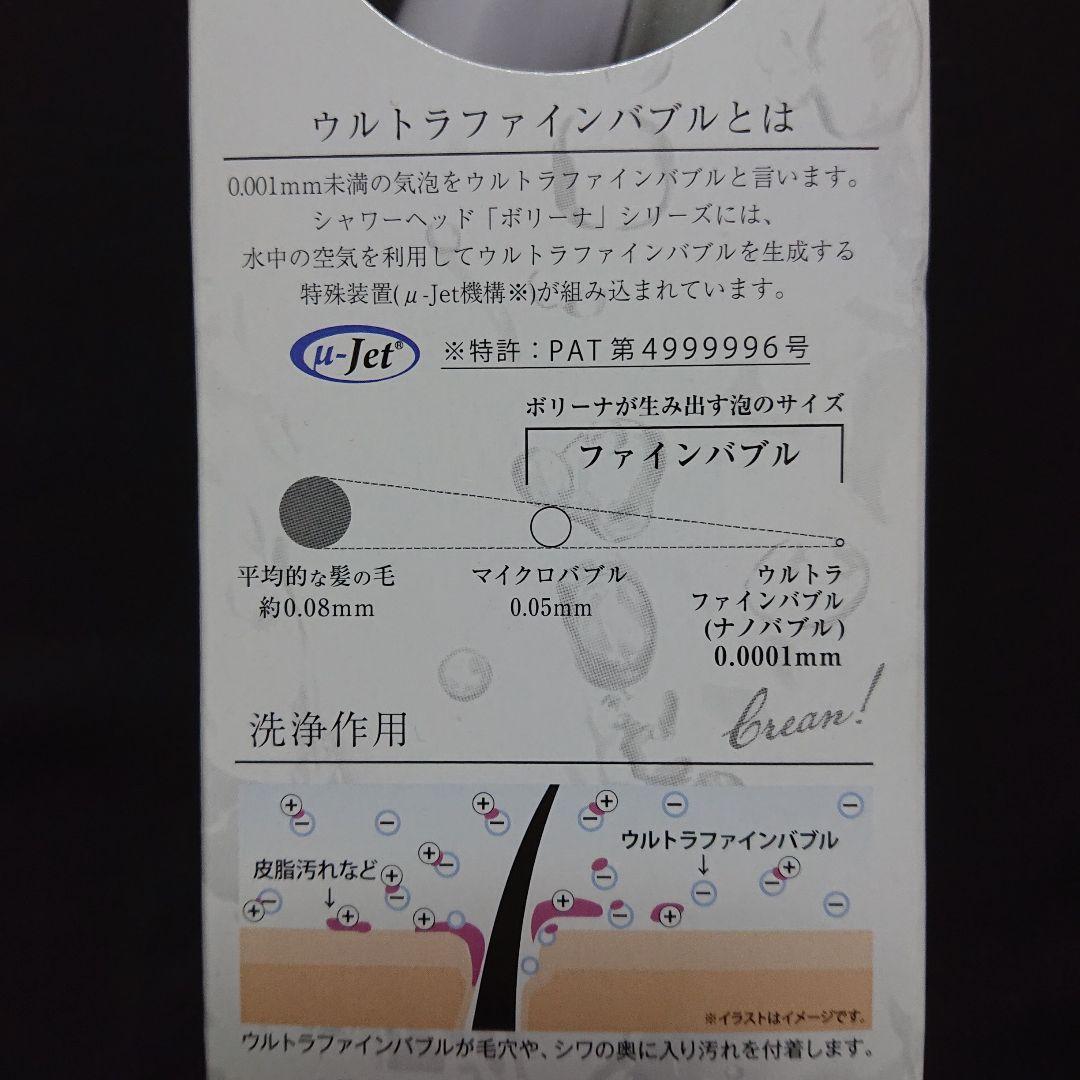 ウルトラファインバブルとは
0.001mm未満の気泡をウルトラファインバブルと言います。
シャワーヘッド「ボリーナ」シリーズには、
水中の空気を利用してウルトラファインバブルを生成する
特殊装置(μ-Jet機構※)が組み込まれています。
μ-Jet® ※特許：PAT 第4999996号
ボリーナが生み出す泡のサイズ
ファインバブル
平均的な髪の毛
約0.08mm
マイクロバブル
0.05mm
ウルトラ
ファインバブル
(ナノバブル)
0.0001mm
Crean!
洗浄作用
ウルトラファインバブル
皮脂汚れなど
※イラストはイメージです。
ウルトラファインバブルが毛穴や、シワの奥に入り汚れを付着します。